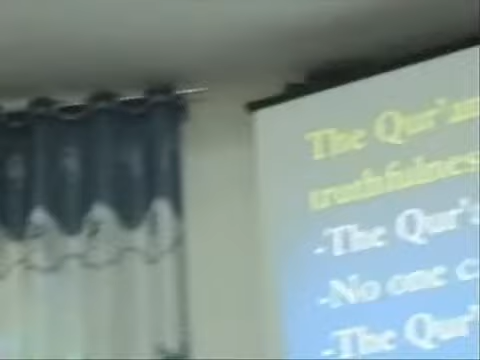 The Qur'an
truthfulness
-The Qur'
-No one c
-The Qur'